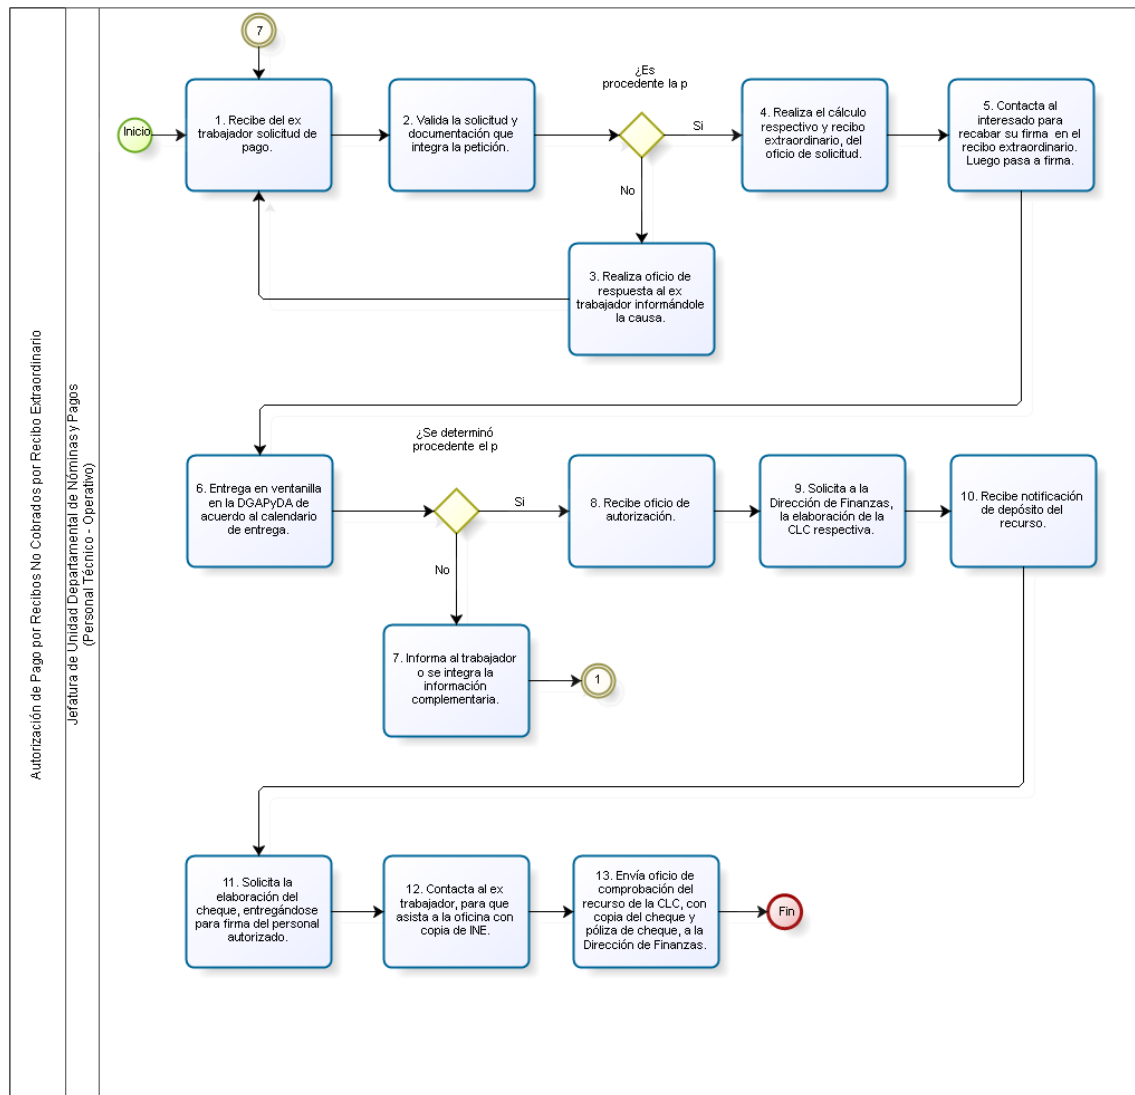 Autorización de Pago por Recibos No Cobrados por Recibo Extraordinario
Jefatura de Unidad Departamental de Nóminas y Pagos
(Personal Técnico - Operativo)
7
Inicio
1. Recibe del ex
trabajador solicitud de
pago.
2. Valida la solicitud y
documentación que
integra la petición.
¿Es
procedente la p
Si
No
4. Realiza el cálculo
respectivo y recibo
extraordinario, del
oficio de solicitud.
5. Contacta al
interesado para
recabar su firma en el
recibo extraordinario.
Luego pasa a firma.
3. Realiza oficio de
respuesta al ex
trabajador informándole
la causa.
6. Entrega en ventanilla
en la DGAPyDA de
acuerdo al calendario
de entrega.
¿Se determinó
procedente el p
Si
No
8. Recibe oficio de
autorización.
9. Solicita a la
Dirección de Finanzas,
la elaboración de la
CLC respectiva.
10. Recibe notificación
de depósito del
recurso.
7. Informa al trabajador
o se integra la
información
complementaria.
1
11. Solicita la
elaboración del
cheque, entregándose
para firma del personal
autorizado.
12. Contacta al ex
trabajador, para que
asista a la oficina con
copia de INE.
13. Envía oficio de
comprobación del
recurso de la CLC, con
copia del cheque y
póliza de cheque, a la
Dirección de Finanzas.
Fin